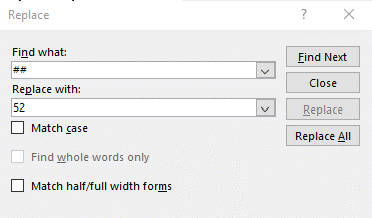 Replace
?
Find what:
##
Find Next
Replace with:
52
Close
Match case
Replace
Find whole words only
Replace All
Match half/full width forms